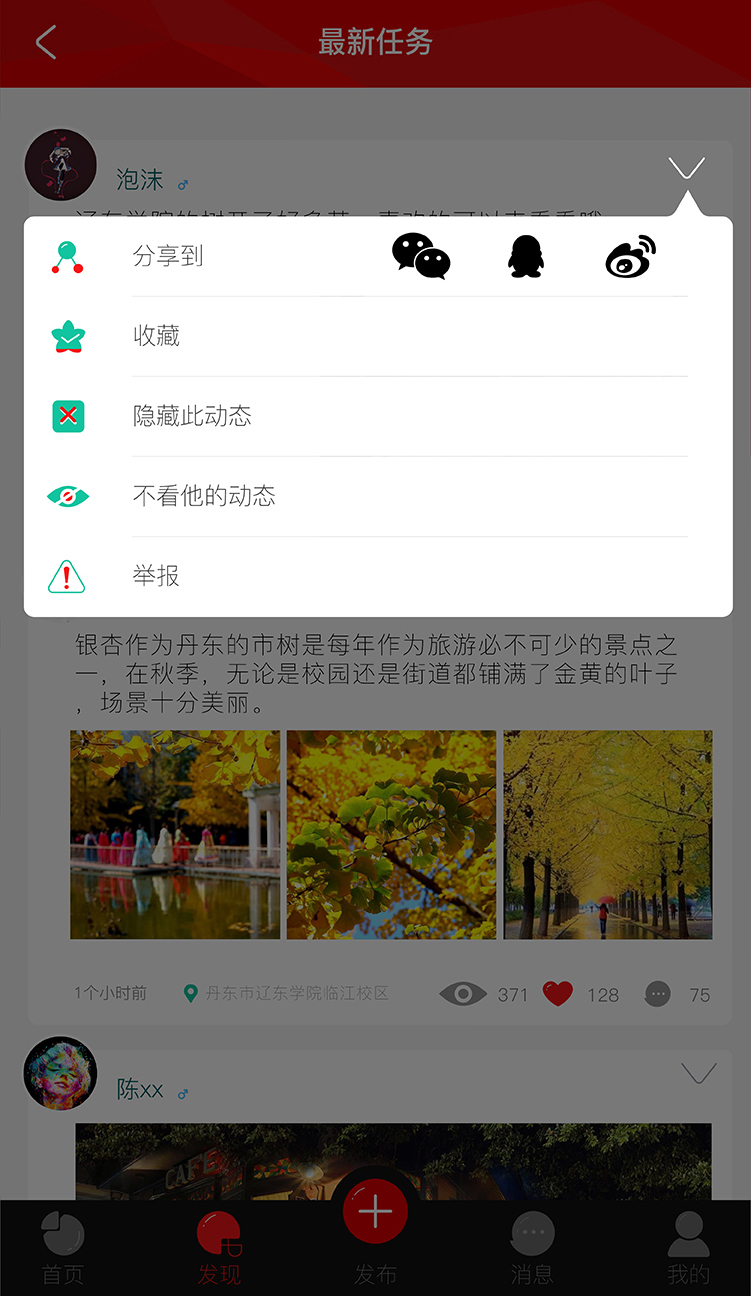 最新任务
泡沫
分享到
收藏
隐藏此动态
不看他的动态
举报
银杏作为丹东的市树是每年作为旅游必不可少的景点之
一，在秋季，无论是校园还是街道都铺满了金黄的叶子
，场景十分美丽。
1个小时前
丹东市辽东学院临江校区
371
128
75
陈xx
CAFE
首页
发现
发布
消息
我的